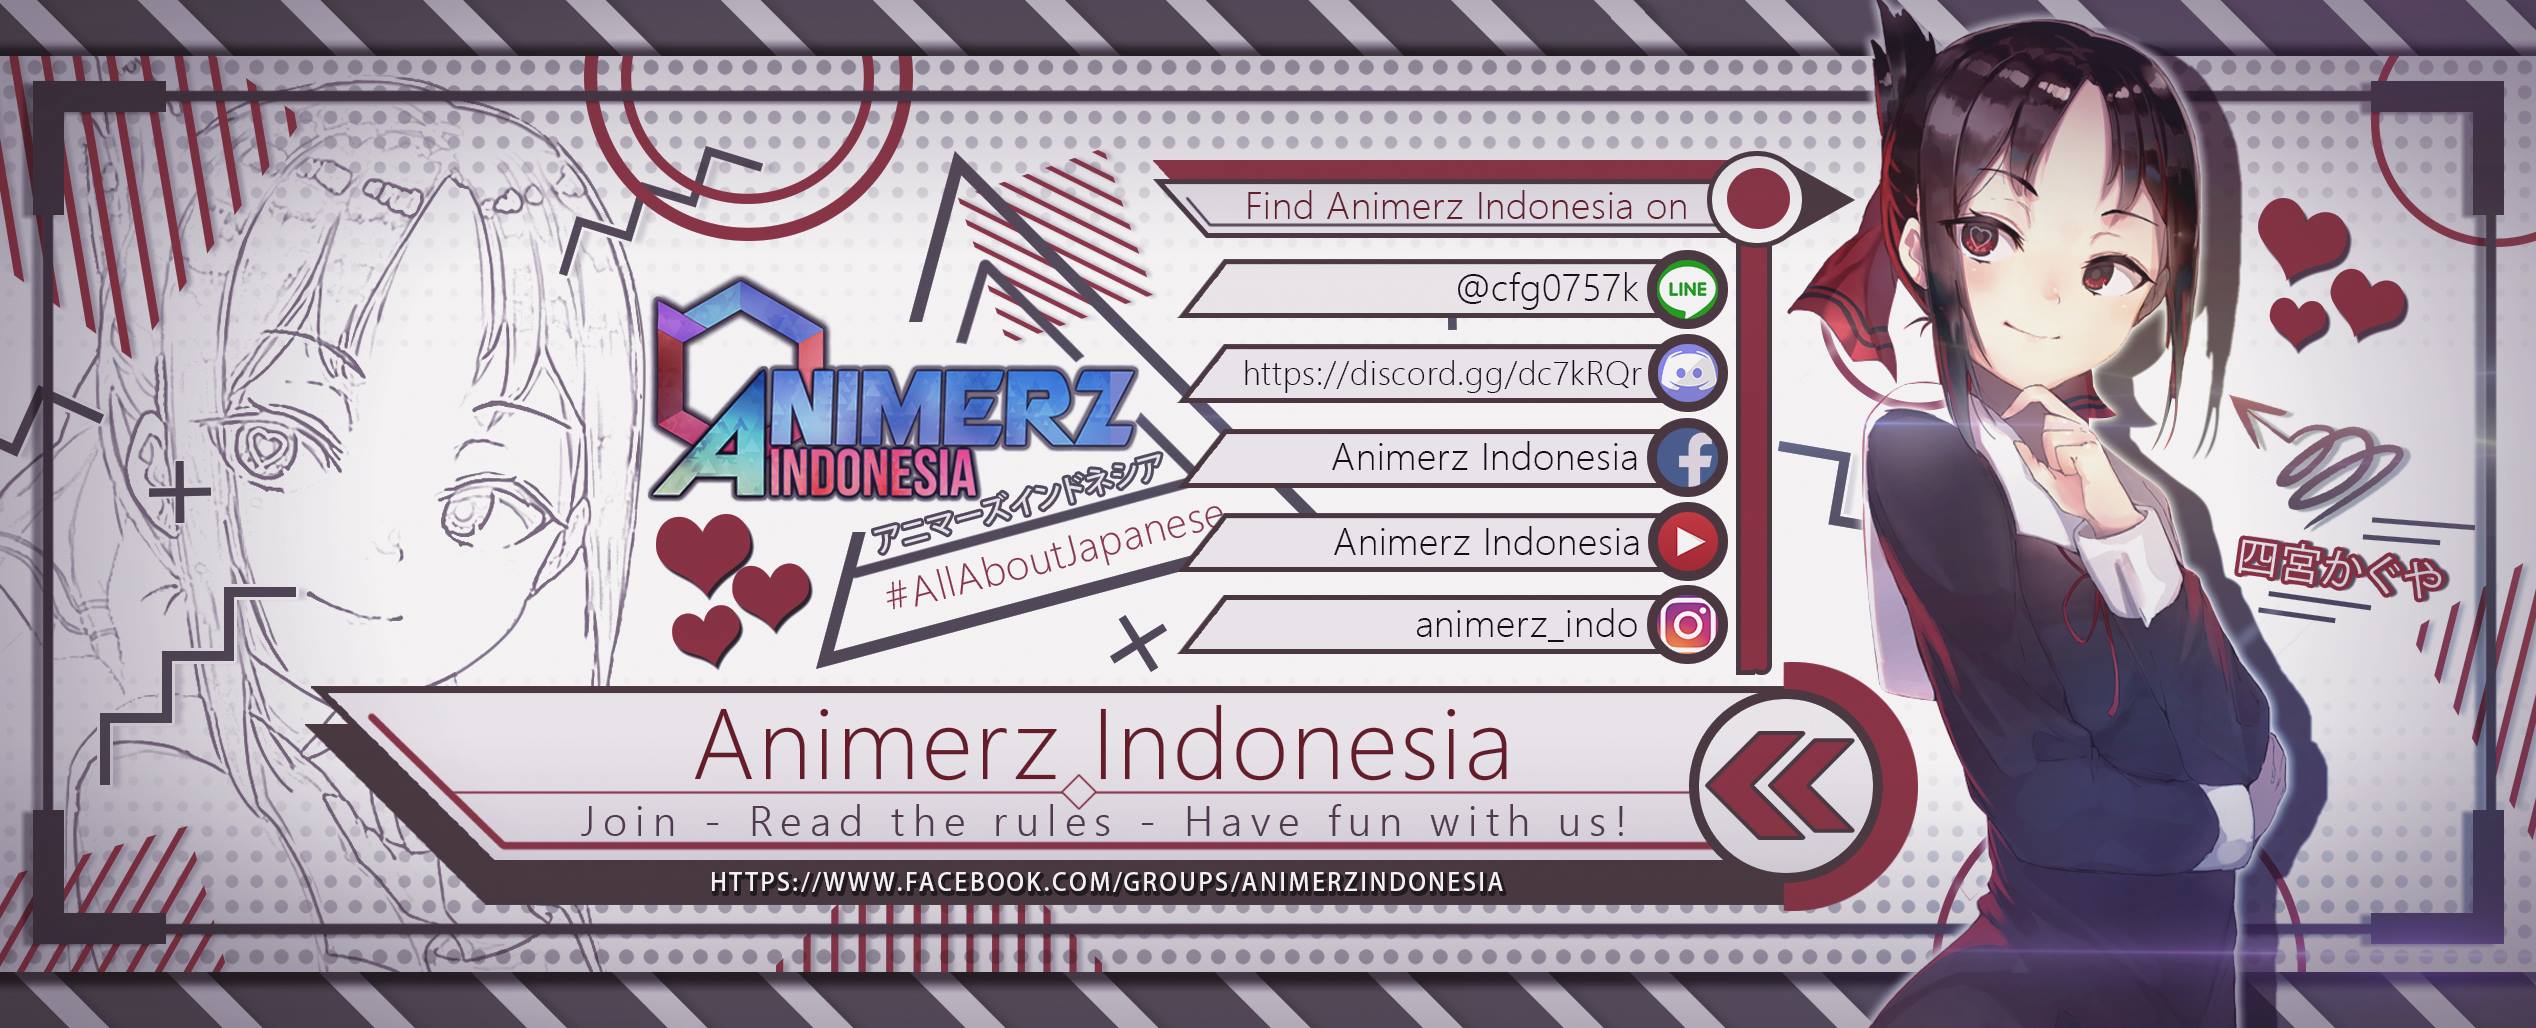 Find Animerz Indonesia on
@cfg0757k
LINE
https://discord.gg/dc7kRQr
Animerz Indonesia
Animerz Indonesia
animerz_indo
ANIMERZ
INDONESIA
アニマーズインドネシア
#AllAboutJapanese
四宮かぐや
Animerz Indonesia
Join - Read the rules - Have fun with us!
HTTPS://WWW.FACEBOOK.COM/GROUPS/ANIMERZINDONESIA